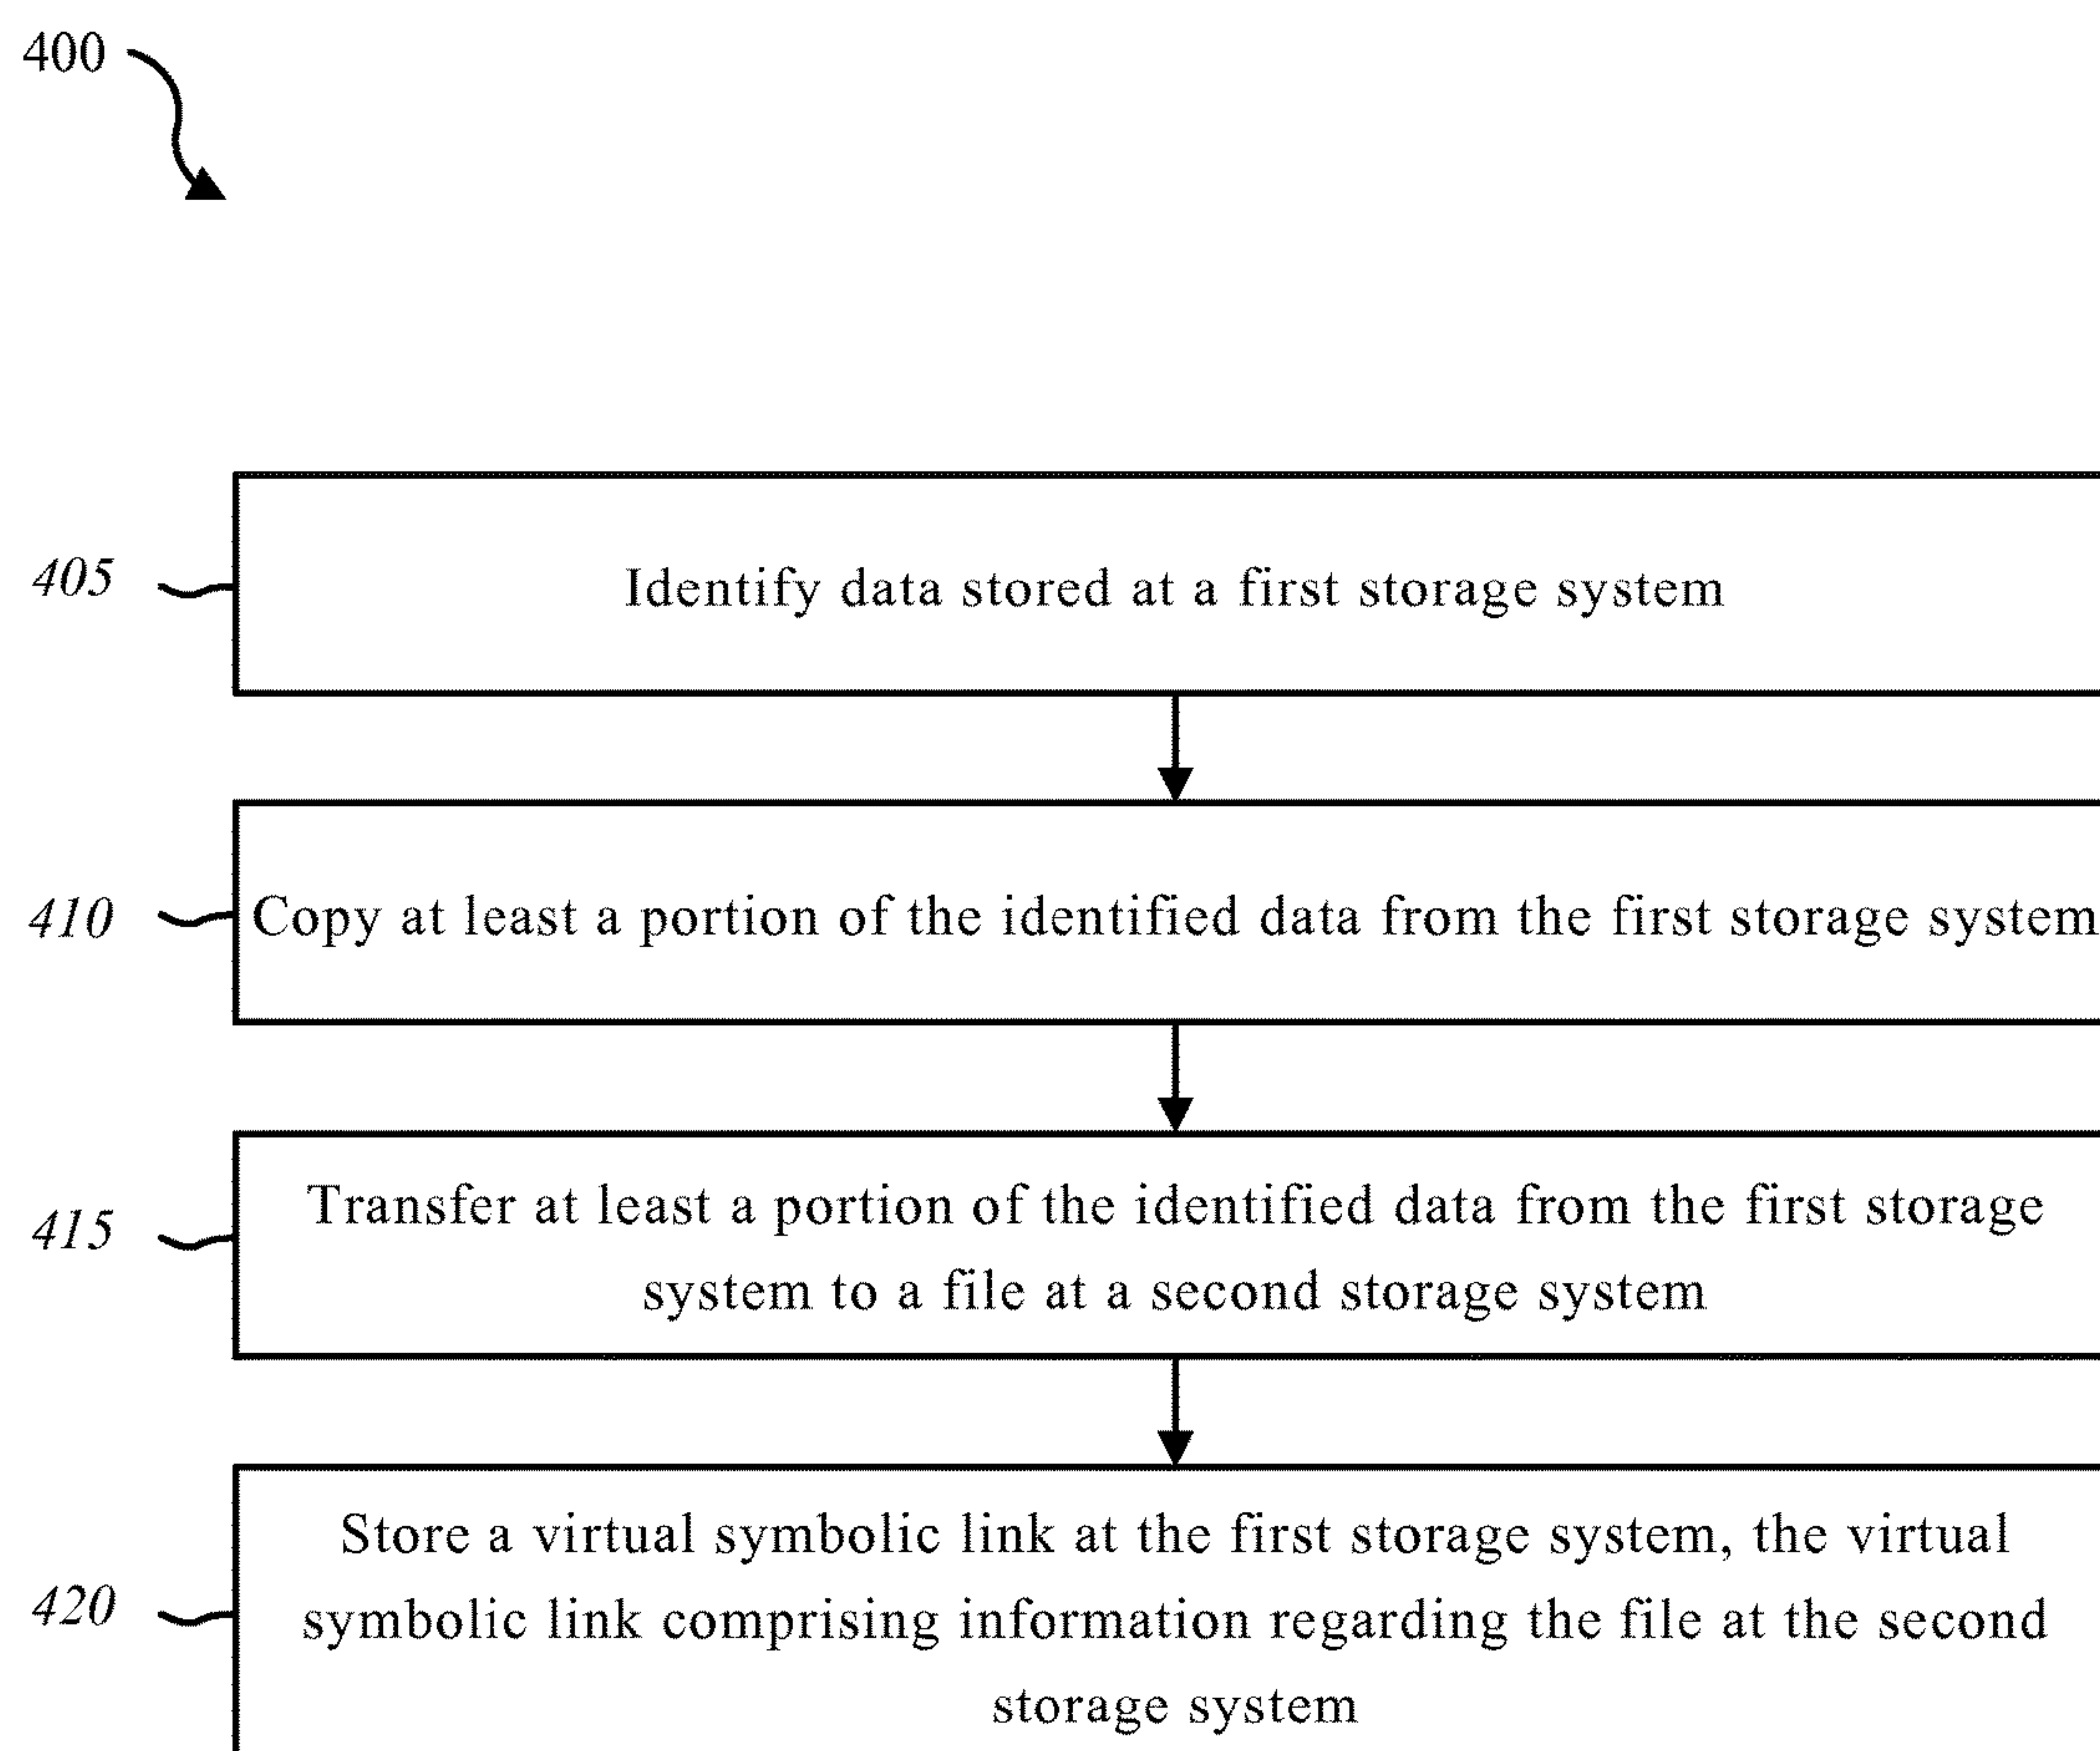 400
405
Identify data stored at a first storage system
410
Copy at least a portion of the identified data from the first storage system
415
Transfer at least a portion of the identified data from the first storage
system to a file at a second storage system
420
Store a virtual symbolic link at the first storage system, the virtual
symbolic link comprising information regarding the file at the second
storage system